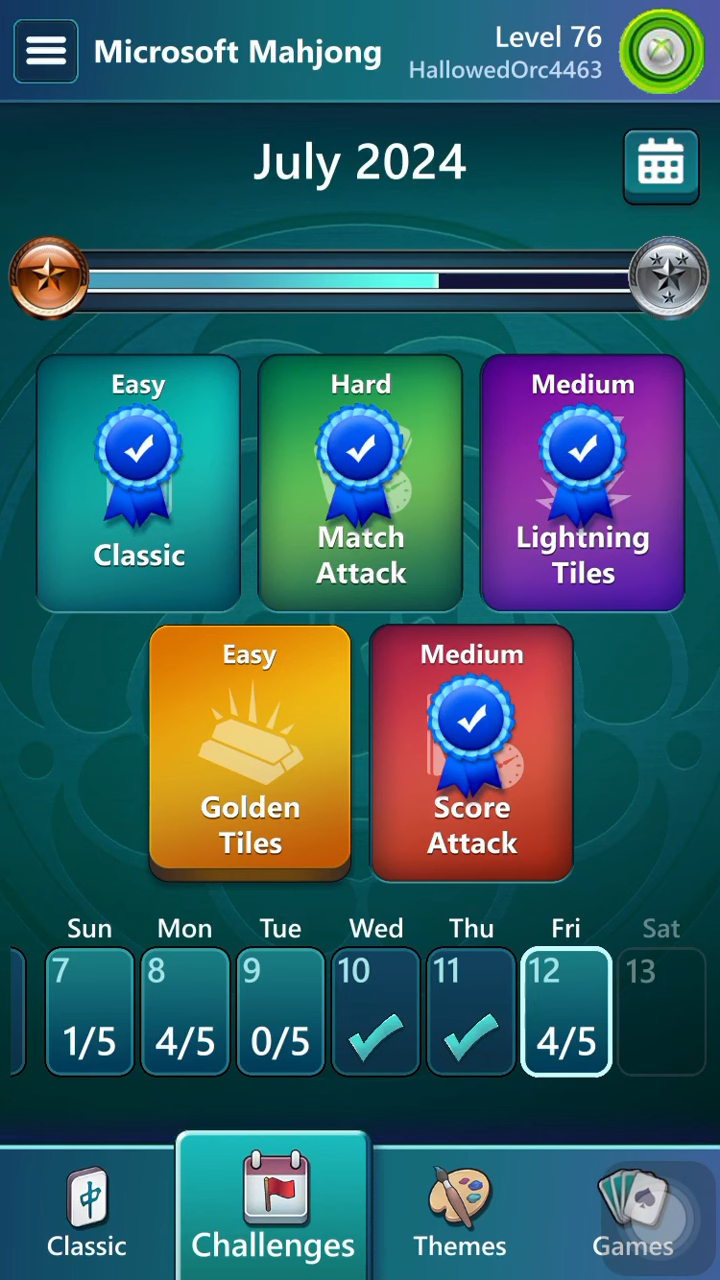 Microsoft Mahjong
Level 76
HallowedOrc4463
July 2024
Easy
Classic
Hard
Match
Attack
Medium
Lightning
Tiles
Easy
Golden
Tiles
Medium
Score
Attack
Sun Mon Tue Wed Thu Fri Sat
7 8 9 10 11 12 13
1/5 4/5 0/5 4/5
中
Classic
Challenges
Themes
Games